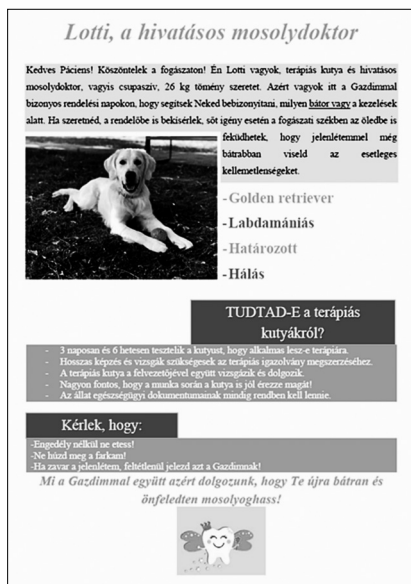 Lotti, a hivatásos mosolydoktor
Kedves Páciens! Köszöntelek a fogászaton! Én Lotti vagyok, terápiás kutya és hivatásos
mosolydoktor, vagyis csupaszív, 26 kg tömény szeretet. Azért vagyok itt a Gazdimmal
bizonyos rendelési napokon, hogy segítsek Neked bebizonyítani, milyen bátor vagy a kezelések
alatt. Ha szeretnéd, a rendelőbe is bekísérlek, sőt igény esetén a fogászati székben az öledbe is
feküdhetek, hogy jelenlétemmel még
bátrabban viseld az esetleges
kellemetlenségeket.
-Golden retriever
-Labdamániás
-Határozott
-Hálás
TUDTAD-E a terápiás
kutyákról?
- 3 naposan és 6 hetesen tesztelik a kutyust, hogy alkalmas lesz-e terápiára.
- Hosszas képzés és vizsgák szükségesek az terápiás igazolvány megszerzéséhez.
- A terápiás kutya a felvezetőjével együtt vizsgázik és dolgozik.
- Nagyon fontos, hogy a munka során a kutya is jól érezze magát!
- Az állat egészségügyi dokumentumainak mindig rendben kell lennie.
Kérlek, hogy:
-Engedély nélkül ne etess!
-Ne húzd meg a farkam!
-Ha zavar a jelenlétem, feltétlenül jelezd azt a Gazdimnak!
Mi a Gazdimmal együtt azért dolgozunk, hogy Te újra bátran és
önfeledten mosolyoghass!